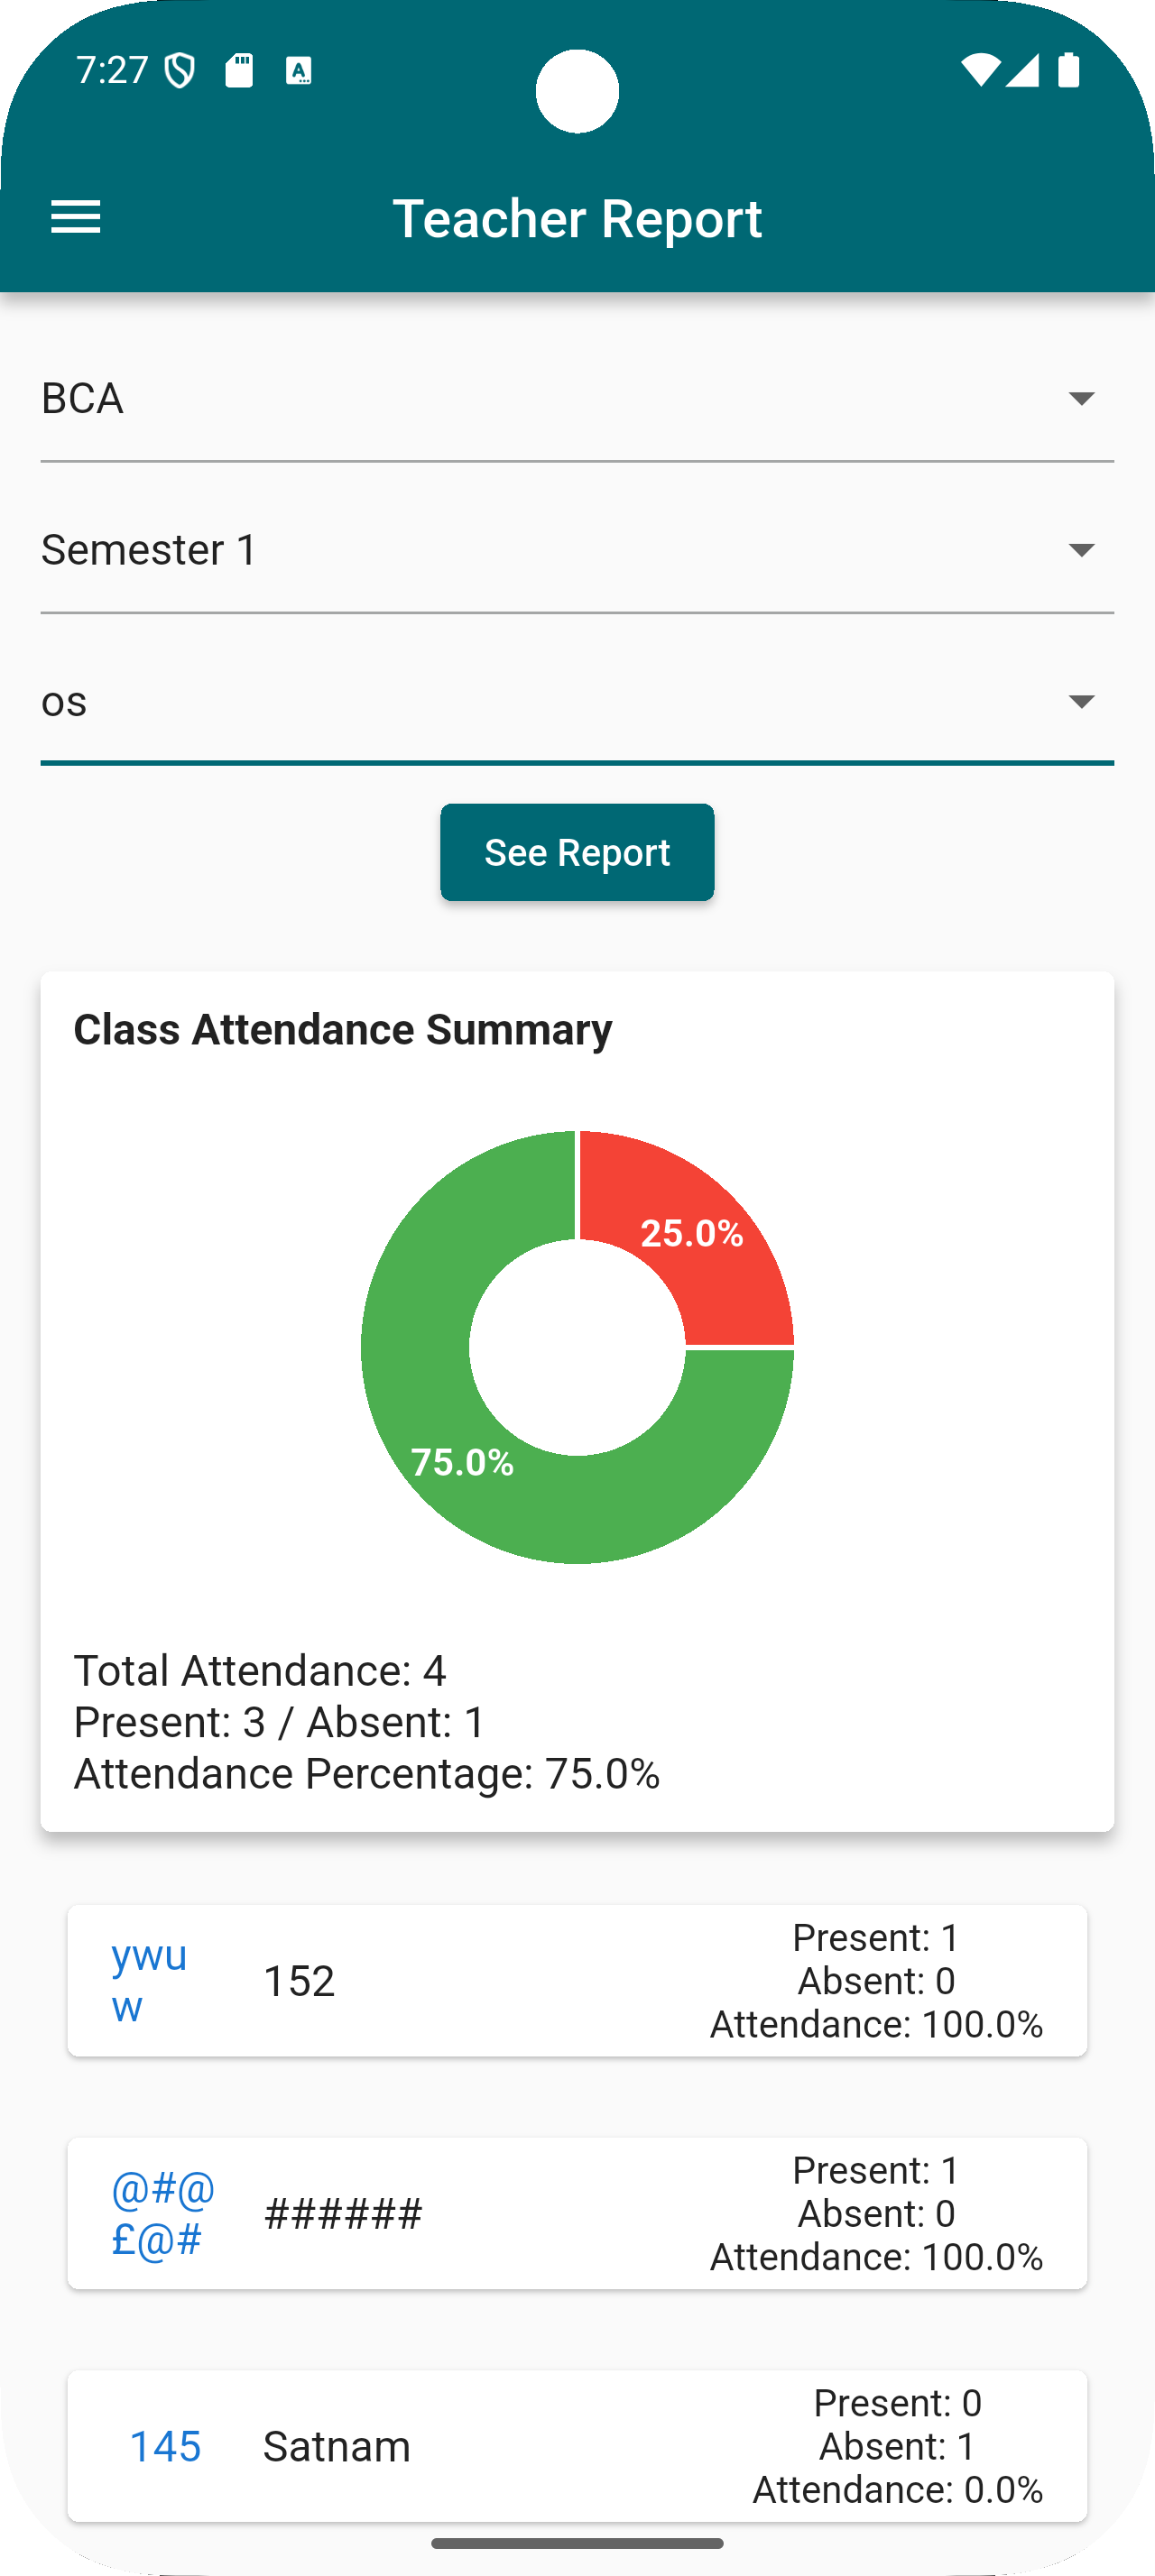 7:27
Teacher Report
BCA
Semester 1
os
See Report
Class Attendance Summary
25.0%
75.0%
Total Attendance: 4
Present: 3 / Absent: 1
Attendance Percentage: 75.0%
ywu
w
152
Present: 1
Absent: 0
Attendance: 100.0%
@#@
£@#
######
Present: 1
Absent: 0
Attendance: 100.0%
145
Satnam
Present: 0
Absent: 1
Attendance: 0.0%